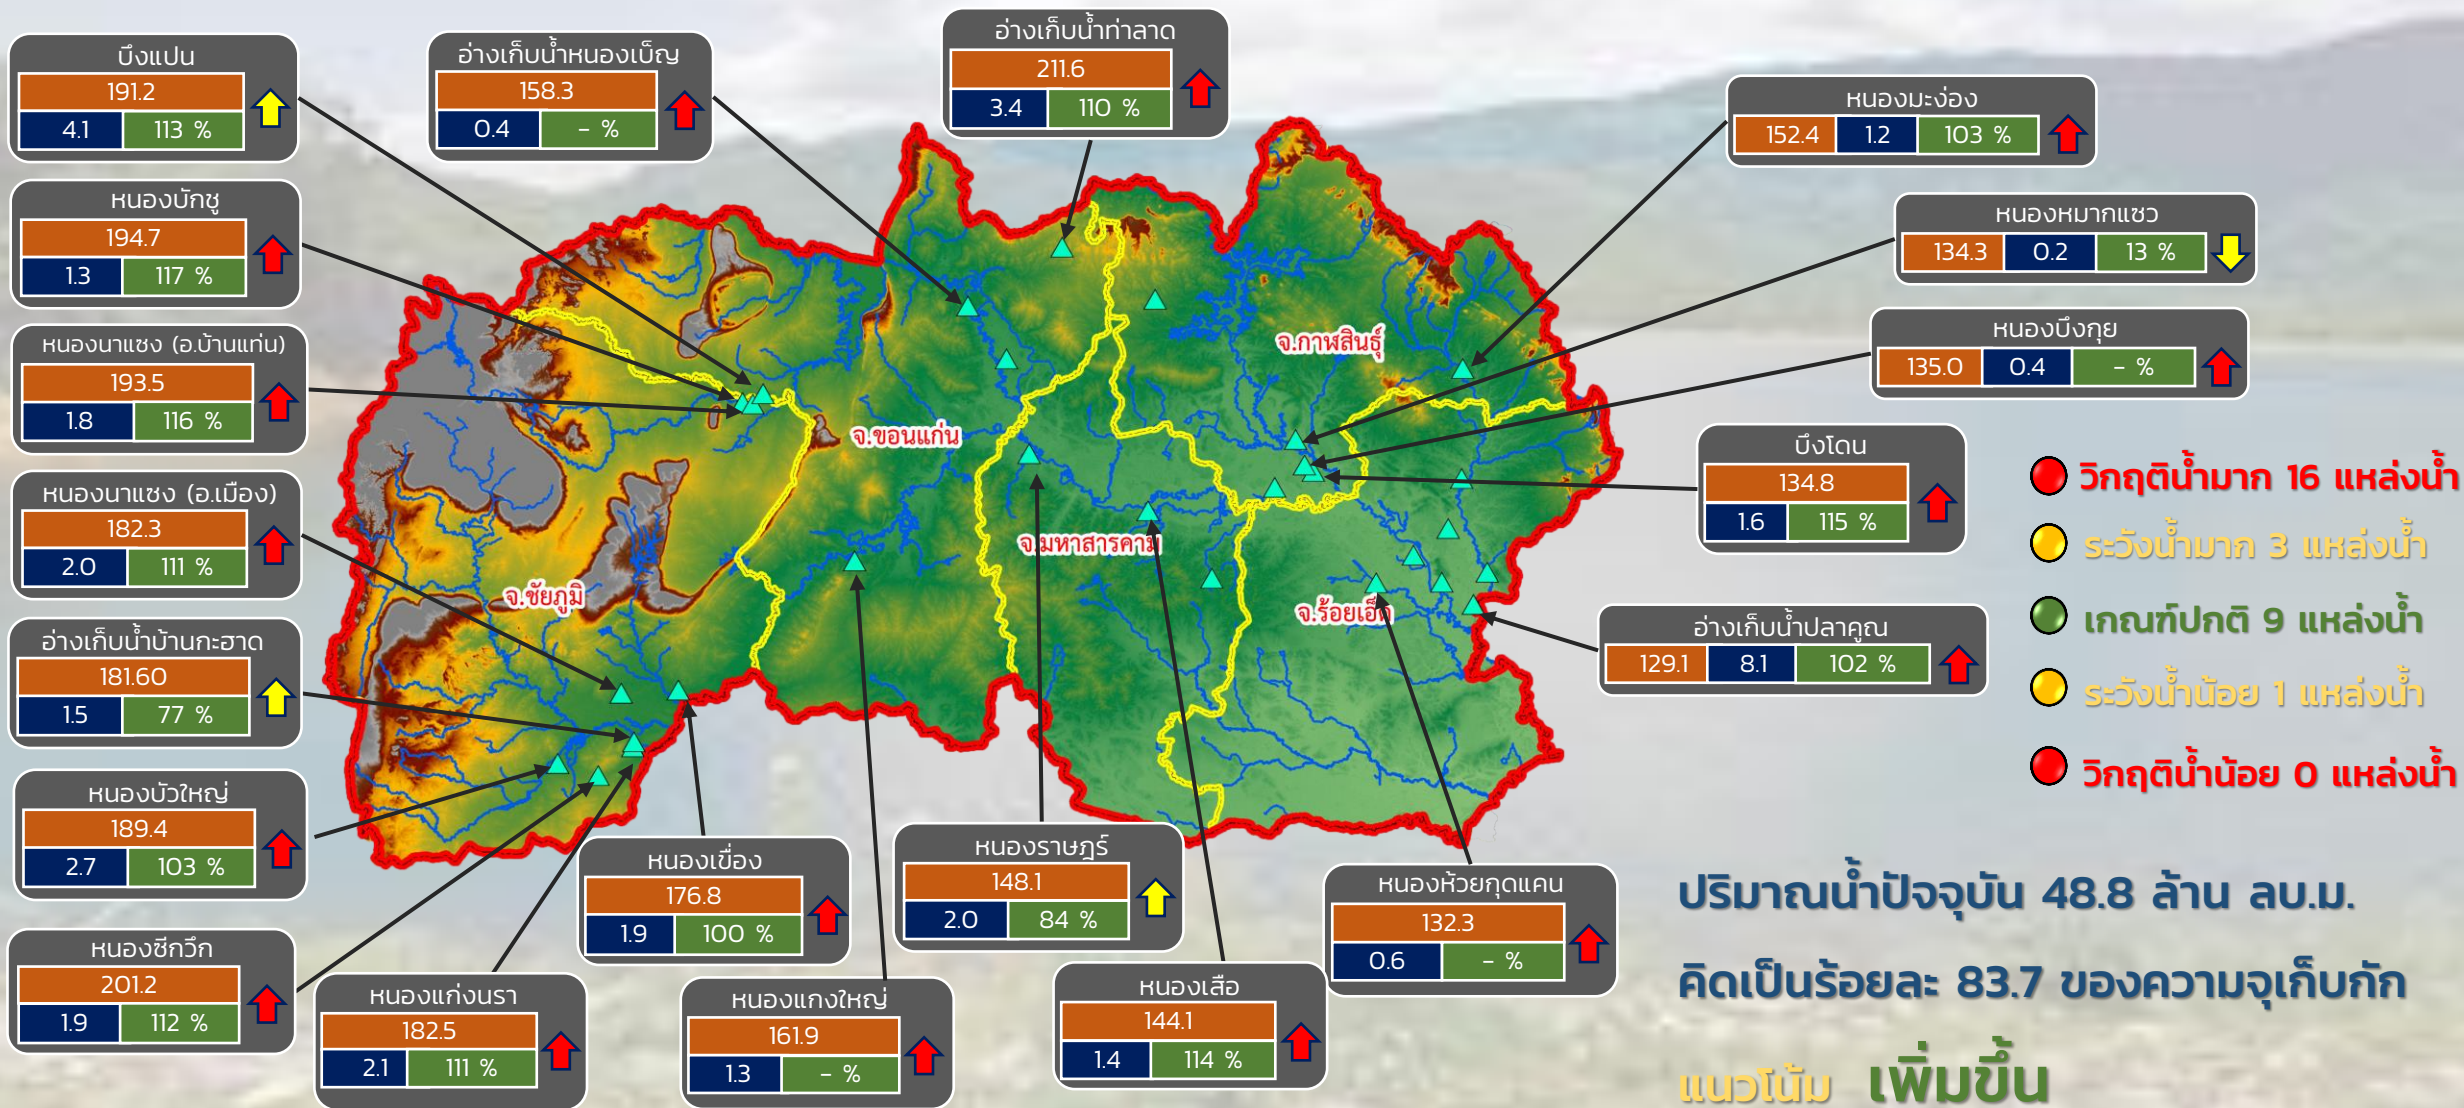 บึงแปน
191.2
4.1 113 %
หนองบักซู
194.7
1.3 117 %
หนองนาแซง (อ.บ้านแท่น)
193.5
1.8 116 %
หนองนาแซง (อ.เมือง)
182.3
2.0 111 %
อ่างเก็บน้ำบ้านกะฮาด
181.60
1.5 77 %
หนองบัวใหญ่
189.4
2.7 103 %
หนองซีกวึก
201.2
1.9 112 %
อ่างเก็บน้ำหนองเบ็ญ
158.3
0.4 - %
อ่างเก็บน้ำท่าลาด
211.6
3.4 110 %
หนองมะง่อง
152.4 1.2 103 %
หนองหมากแซว
134.3 0.2 13 %
หนองบึงกุย
135.0 0.4 - %
บึงโดน
134.8
1.6 115 %
อ่างเก็บน้ำปลาคูณ
129.1 8.1 102 %
จ.กาฬสินธุ์
จ.ขอนแก่น
จ.มหาสารคาม
จ.ชัยภูมิ
จ.ร้อยเอ็ด
หนองแก่งนรา
182.5
2.1 111 %
หนองเขื่อง
176.8
1.9 100 %
หนองแกงใหญ่
161.9
1.3 - %
หนองราษฎร์
148.1
2.0 84 %
หนองเสือ
144.1
1.4 114 %
หนองห้วยกุดแคน
132.3
0.6 - %
วิกฤติน้ำมาก 16 แหล่งน้ำ
ระวังน้ำมาก 3 แหล่งน้ำ
เกณฑ์ปกติ 9 แหล่งน้ำ
ระวังน้ำน้อย 1 แหล่งน้ำ
วิกฤติน้ำน้อย 0 แหล่งน้ำ
ปริมาณน้ำปัจจุบัน 48.8 ล้าน ลบ.ม.
คิดเป็นร้อยละ 83.7 ของความจุเก็บกัก
แนวโน้ม เพิ่มขึ้น